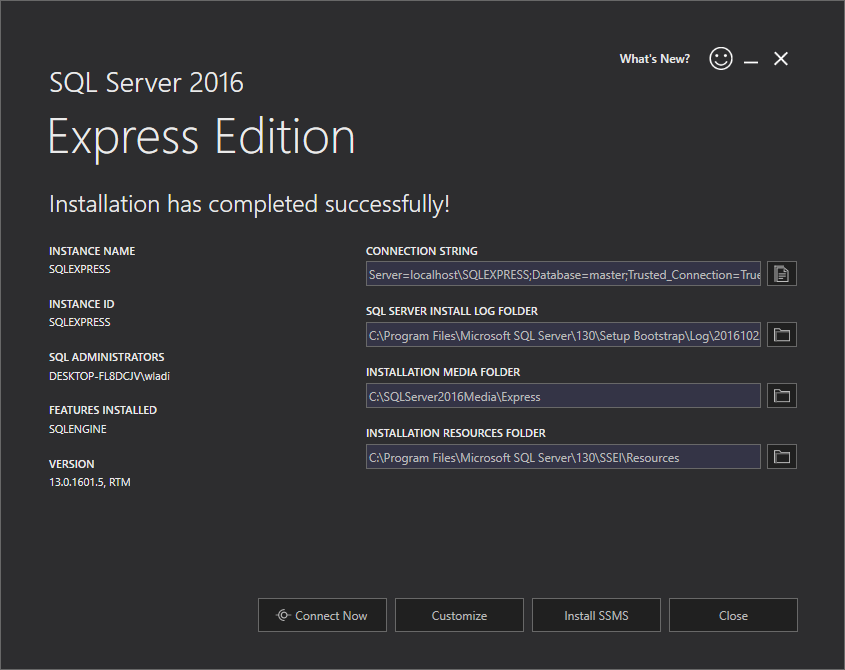 What's New?
SQL Server 2016
Express Edition
Installation has completed successfully!
INSTANCE NAME
SQLEXPRESS
INSTANCE ID
SQLEXPRESS
SQL ADMINISTRATORS
DESKTOP-FL8DCJV\wladi
FEATURES INSTALLED
SQLENGINE
VERSION
13.0.1601.5, RTM
CONNECTION STRING
Server=localhost\SQLEXPRESS;Database=master;Trusted_Connection=True
SQL SERVER INSTALL LOG FOLDER
C:\Program Files\Microsoft SQL Server\130\Setup Bootstrap\Log\2016102
INSTALLATION MEDIA FOLDER
C:\SQLServer2016Media\Express
INSTALLATION RESOURCES FOLDER
C:\Program Files\Microsoft SQL Server\130\SSEI\Resources
Connect Now
Customize
Install SSMS
Close